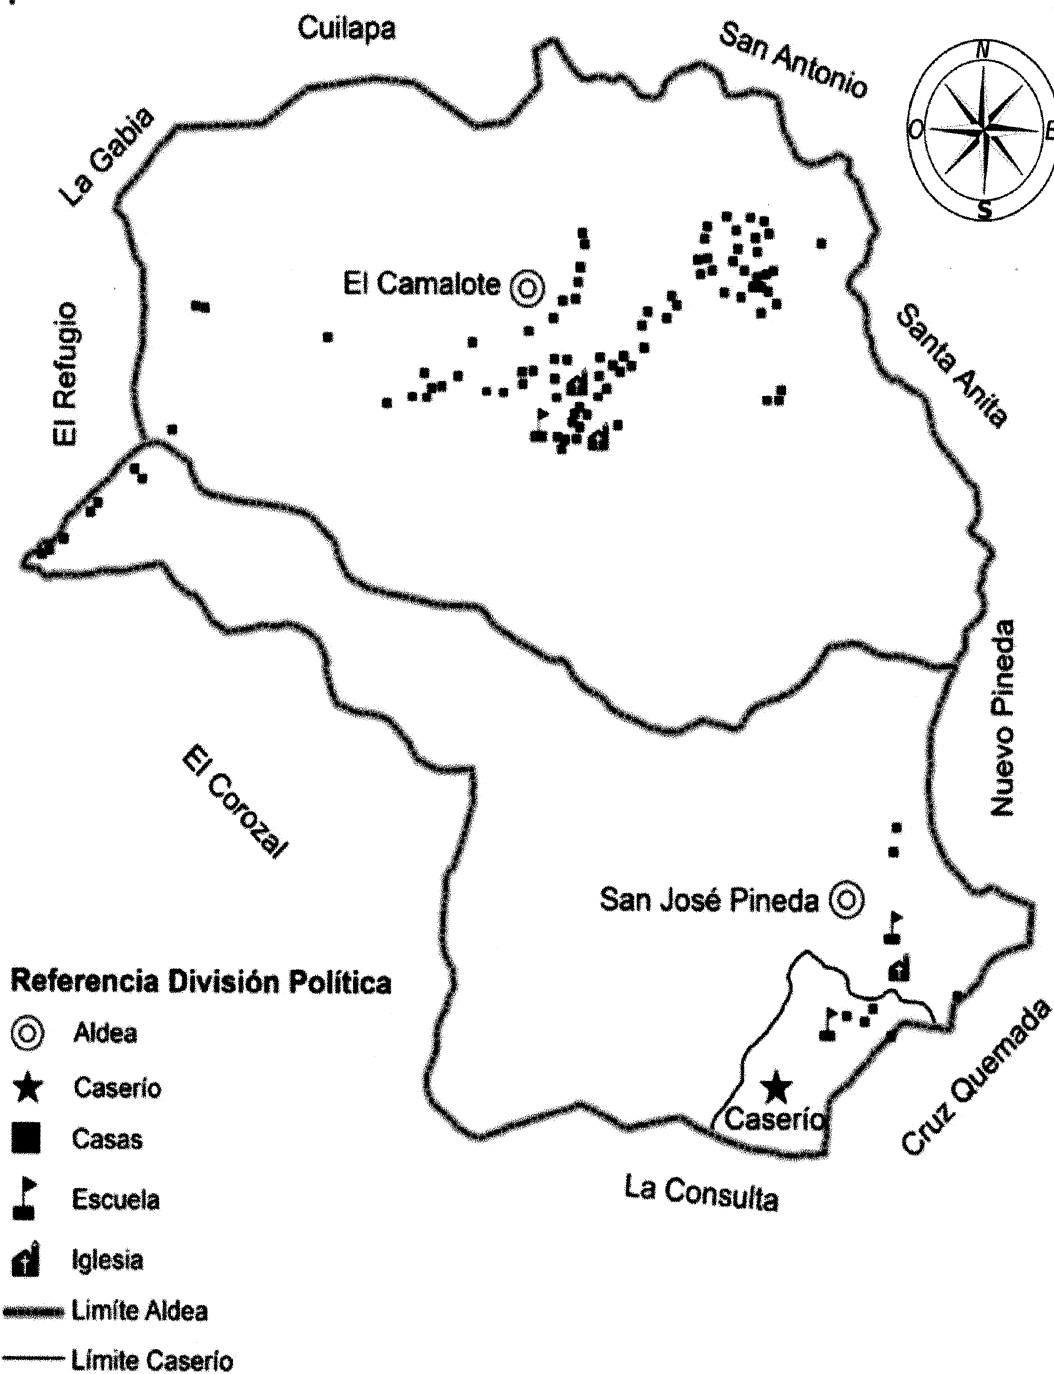 Cuilapa
San Antonio
La Gabia
N
O
E
S
El Camalote
El Refugio
Santa Anita
Nuevo Pineda
El Corozal
San José Pineda
Referencia División Política
Aldea
Caserío
Casas
Escuela
Iglesia
Limíte Aldea
Límite Caserío
Caserío
Cruz Quemada
La Consulta